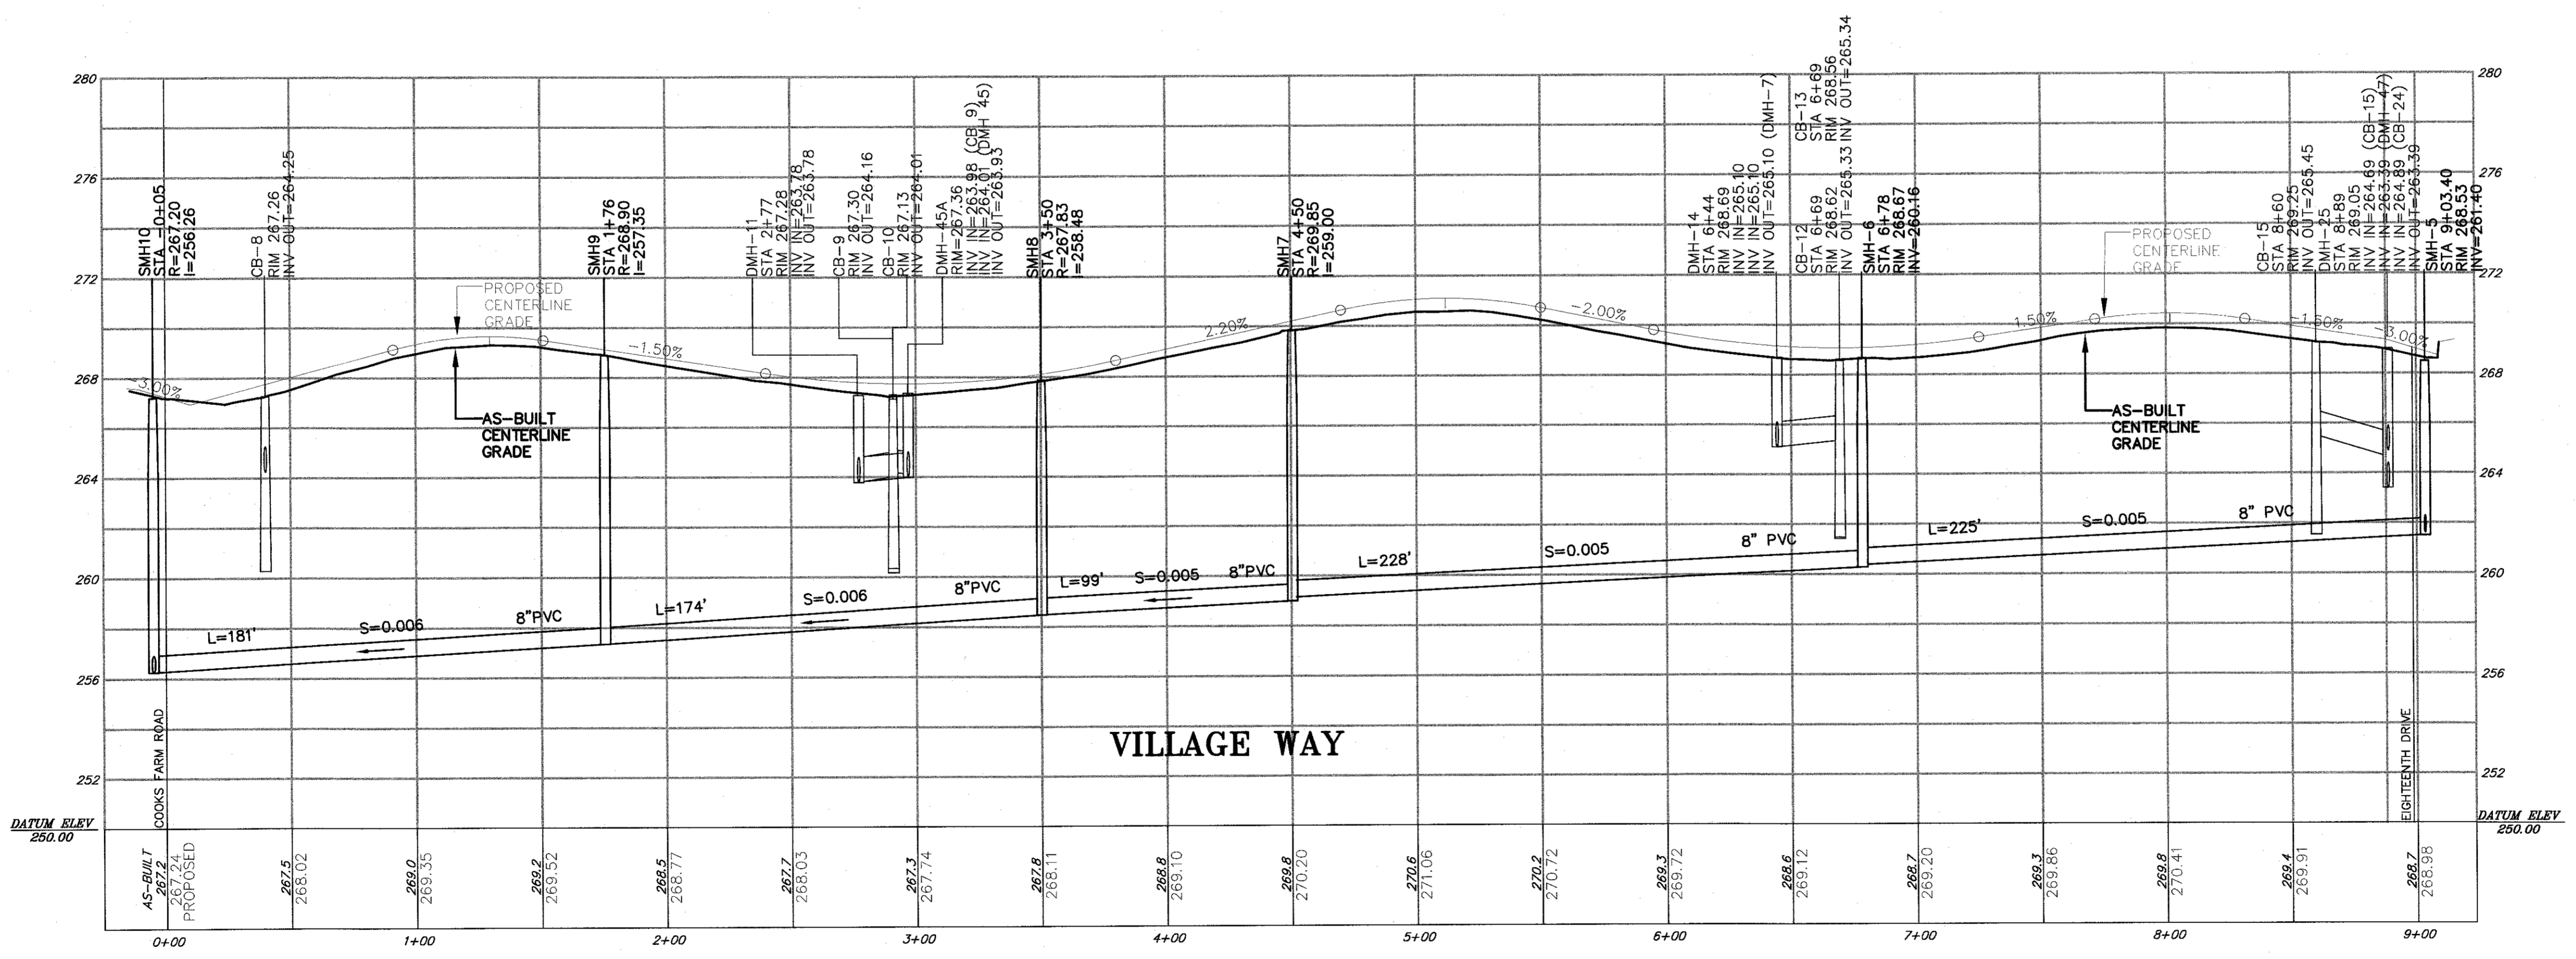 280
276
272
268
264
260
256
252
DATUM ELEV
250.00
SMH10
STA -0+05
R=267.20
I=256.26
CB-8
RIM 267.26
INV OUT=264.25
PROPOSED
CENTERLINE
GRADE
SMH9
STA 1+76
R=268.90
I=257.35
DMH-11
STA 2+77
RIM 267.28
INV IN=263.78
INV OUT=263.78
CB-9
RIM 267.30
INV OUT=264.16
CB-10
RIM 267.13
INV OUT=264.01
DMH-45A
RIM=267.36
INV IN=263.98 (CB 9)
INV IN=264.01 (DMH 45)
INV OUT=263.93
SMH8
STA 3+50
R=267.83
I=258.48
SMH7
STA 4+50
R=269.85
I=259.00
DMH-14
STA 6+44
RIM 268.69
INV IN=265.10
INV IN=265.10
INV OUT=265.10 (DMH-7)
CB-13
STA 6+69
RIM 268.56
INV OUT=265.34
CB-12
STA 6+69
RIM 268.62
INV OUT=265.33
SMH-6
STA 6+78
RIM 268.67
INV=260.16
PROPOSED
CENTERLINE
GRADE
CB-15
STA 8+60
RIM 269.25
INV OUT=265.45
DMH-25
STA 8+89
RIM 269.05
INV IN=264.69 (CB-15)
INV IN=263.39 (DMH-47)
INV IN=264.89 (CB-24)
INV OUT=263.39
SMH-5
STA 9+03.40
RIM 268.53
INV=261.40
-3.00%
-1.50%
2.20%
-2.00%
1.50%
-1.50%
-3.00%
AS-BUILT
CENTERLINE
GRADE
AS-BUILT
CENTERLINE
GRADE
L=181'
S=0.006
8"PVC
L=174'
S=0.006
8"PVC
L=99'
S=0.005
8"PVC
L=228'
S=0.005
8" PVC
L=225'
S=0.005
8" PVC
COOKS FARM ROAD
VILLAGE WAY
EIGHTEENTH DRIVE
280
276
272
268
264
260
256
252
DATUM ELEV
250.00
AS-BUILT
267.2
267.24
PROPOSED
267.5
268.02
269.0
269.35
269.2
269.52
268.5
268.77
267.7
268.03
267.3
267.74
267.8
268.11
268.8
269.10
269.8
270.20
270.6
271.06
270.2
270.72
269.3
269.72
268.6
269.12
268.7
269.20
269.3
269.86
269.8
270.41
269.4
269.91
268.7
268.98
0+00
1+00
2+00
3+00
4+00
5+00
6+00
7+00
8+00
9+00